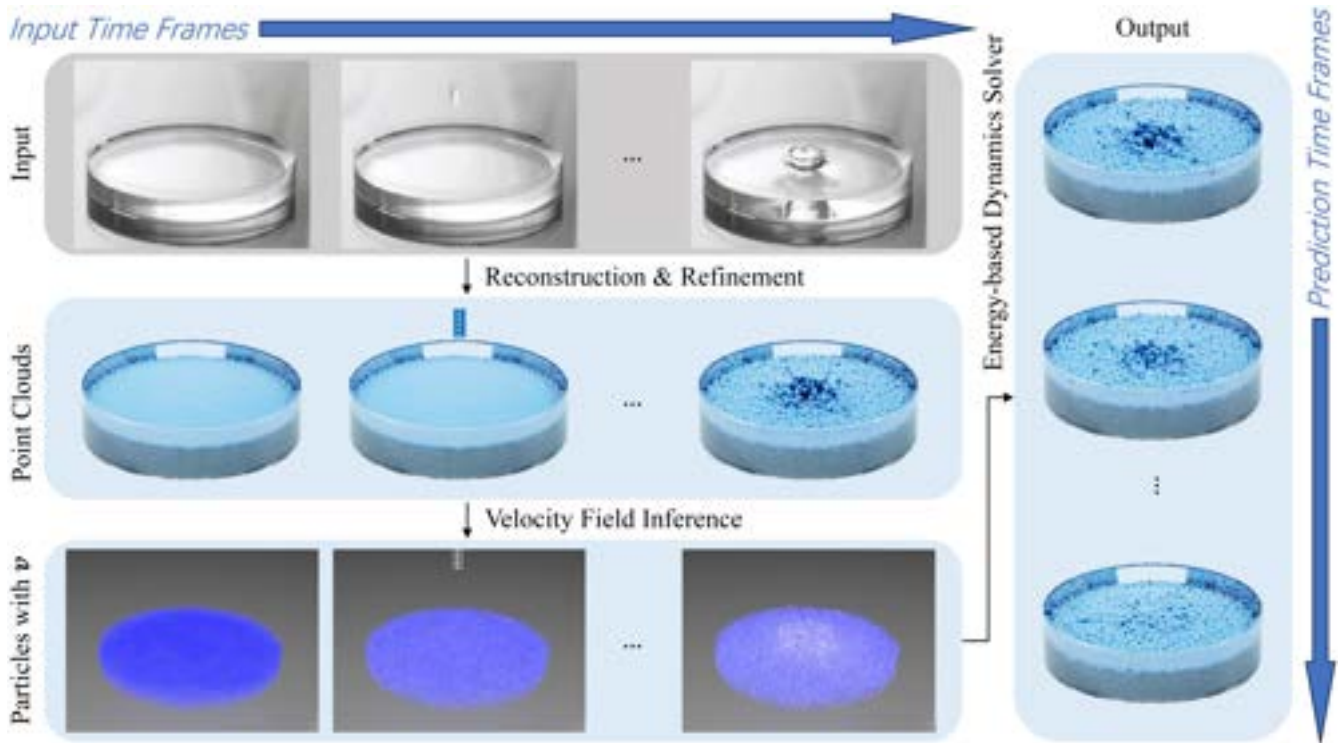 Input Time Frames
Output
Input
...
Reconstruction & Refinement
Point Clouds
...
Velocity Field Inference
Particles with v
...
Energy-based Dynamics Solver
...
Prediction Time Frames